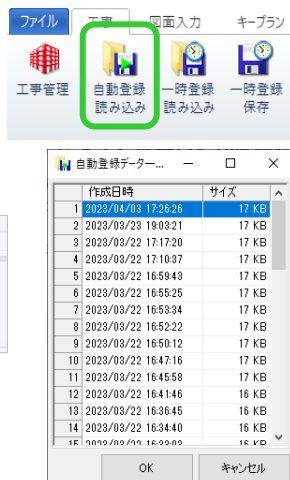 ファイル 工事 図面入力 キープラン
工事管理 自動登録 一時登録 一時登録
読み込み 読み込み 保存
自動登録データー...
作成日時 サイズ
1 2023/04/03 17:26:26 17 KB
2 2023/03/23 19:03:21 17 KB
3 2023/03/22 17:17:20 17 KB
4 2023/03/22 17:10:37 17 KB
5 2023/03/22 16:59:43 17 KB
6 2023/03/22 16:55:25 17 KB
7 2023/03/22 16:53:34 17 KB
8 2023/03/22 16:52:22 17 KB
9 2023/03/22 16:50:12 17 KB
10 2023/03/22 16:47:16 17 KB
11 2023/03/22 16:45:58 17 KB
12 2023/03/22 16:41:46 16 KB
13 2023/03/22 16:36:45 16 KB
14 2023/03/22 16:34:40 16 KB
15 2023/03/22 16:33:03 16 KB
OK キャンセル